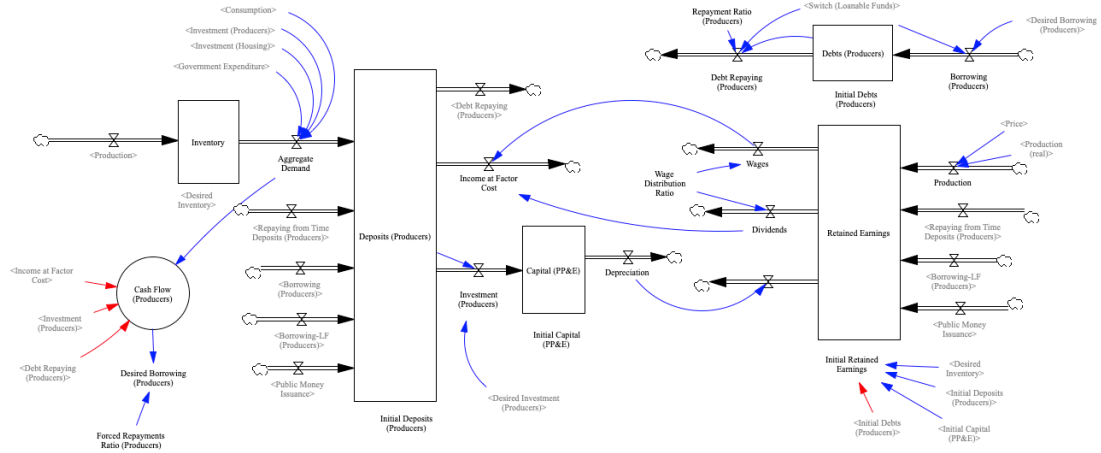 <Consumption>
<Investment (Producers)>
<Investment (Housing)>
<Government Expenditure>
<Production>
Inventory
Aggregate
Demand
<Desired
Inventory>
<Repaying from Time
Deposits (Producers)>
<Borrowing
(Producers)>
<Borrowing-LF
(Producers)>
<Public Money
Issuance>
<Income at Factor
Cost>
<Investment
(Producers)>
<Debt Repaying
(Producers)>
Cash Flow
(Producers)
Desired Borrowing
(Producers)
Forced Repayments
Ratio (Producers)
Deposits (Producers)
Initial Deposits
(Producers)
<Debt Repaying
(Producers)>
Income at Factor
Cost
Investment
(Producers)
<Desired Investment
(Producers)>
Capital (PP&E)
Initial Capital
(PP&E)
Depreciation
Repayment Ratio
(Producers)
<Switch (Loanable Funds)>
Debt Repaying
(Producers)
Debts (Producers)
Initial Debts
(Producers)
Borrowing
(Producers)
<Desired Borrowing
(Producers)>
Wages
Wage
Distribution
Ratio
Dividends
Retained Earnings
<Price>
<Production
(real)>
Production
<Repaying from Time
Deposits (Producers)>
<Borrowing-LF
(Producers)>
<Public Money
Issuance>
Initial Retained
Earnings
<Desired
Inventory>
<Initial Deposits
(Producers)>
<Initial Capital
(PP&E)>
<Initial Debts
(Producers)>